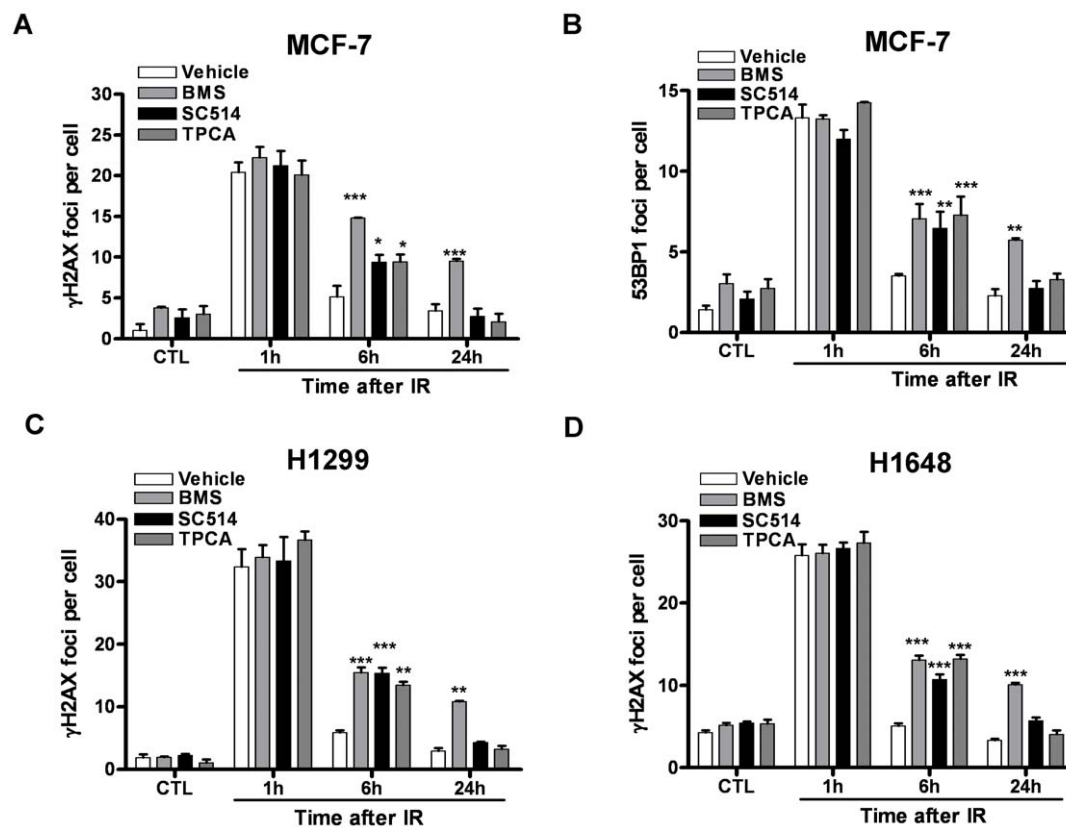 A
MCF-7
Vehicle
BMS
SC514
TPCA
γH2AX foci per cell
30
20
15
10
5
0
***
*
*
***
CTL
1h
6h
24h
Time after IR
B
MCF-7
Vehicle
BMS
SC514
TPCA
53BP1 foci per cell
15
10
5
0
***
**
***
**
CTL
1h
6h
24h
Time after IR
C
H1299
Vehicle
BMS
SC514
TPCA
γH2AX foci per cell
40
30
20
10
0
***
***
**
**
CTL
1h
6h
24h
Time after IR
D
H1648
Vehicle
BMS
SC514
TPCA
γH2AX foci per cell
30
20
10
0
***
***
***
***
CTL
1h
6h
24h
Time after IR